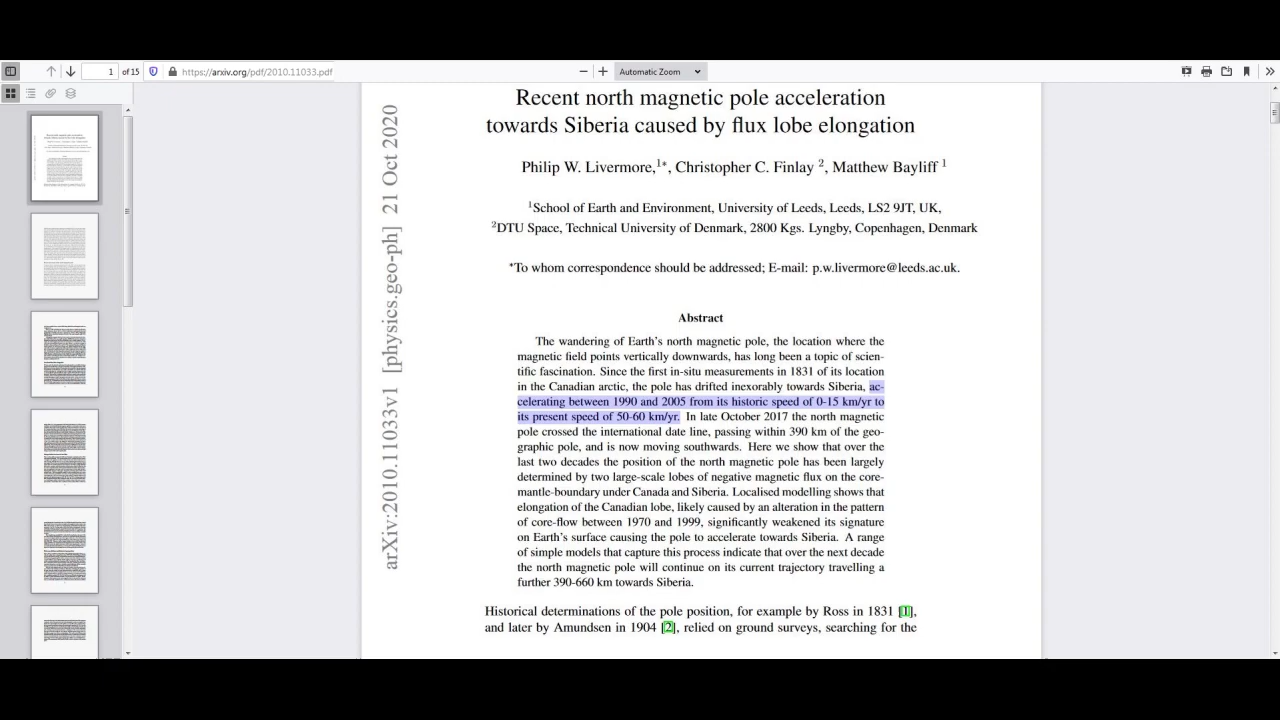 1 of 15 https://arxiv.org/pdf/2010.11033.pdf Automatic Zoom
Recent north magnetic pole acceleration
towards Siberia caused by flux lobe elongation
Philip W. Livermore,1*, Christopher C. Finlay 2, Matthew Bayliff 1
1School of Earth and Environment, University of Leeds, Leeds, LS2 9JT, UK,
2DTU Space, Technical University of Denmark, 2800 Kgs. Lyngby, Copenhagen, Denmark
*To whom correspondence should be addressed; E-mail: p.w.livermore@leeds.ac.uk.
arXiv:2010.11033v1 [physics.geo-ph] 21 Oct 2020
Abstract
The wandering of Earth's north magnetic pole, the location where the
magnetic field points vertically downwards, has long been a topic of scien-
tific fascination. Since the first in-situ measurements in 1831 of its location
in the Canadian arctic, the pole has drifted inexorably towards Siberia, ac-
celerating between 1990 and 2005 from its historic speed of 0-15 km/yr to
its present speed of 50-60 km/yr. In late October 2017 the north magnetic
pole crossed the international date line, passing within 390 km of the geo-
graphic pole, and is now moving southwards. Here we show that over the
last two decades the position of the north magnetic pole has been largely
determined by two large-scale lobes of negative magnetic flux on the core-
mantle-boundary under Canada and Siberia. Localised modelling shows that
elongation of the Canadian lobe, likely caused by an alteration in the pattern
of core-flow between 1970 and 1999, significantly weakened its signature
on Earth's surface causing the pole to accelerate towards Siberia. A range
of simple models that capture this process indicate that over the next decade
the north magnetic pole will continue on its current trajectory travelling a
further 390-660 km towards Siberia.
Historical determinations of the pole position, for example by Ross in 1831 [1],
and later by Amundsen in 1904 [2], relied on ground surveys, searching for the